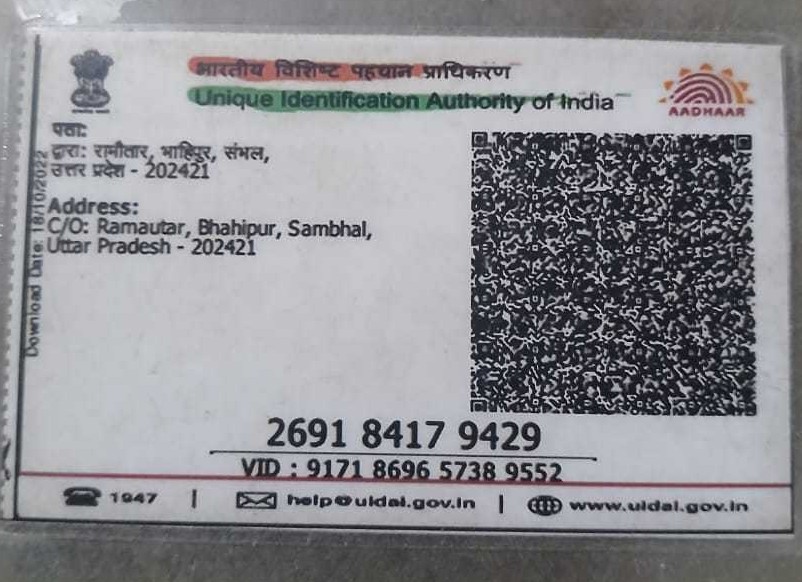 भारतीय विशिष्ट पहचान प्राधिकरण
Unique Identification Authority of India
AADHAAR
पता:
द्वारा: रामौतार, भाहिपुर, संभल,
उत्तर प्रदेश - 202421
Address:
C/O: Ramautar, Bhahipur, Sambhal,
Uttar Pradesh - 202421
Download Date: 18/10/2022
2691 8417 9429
VID : 9171 8696 5738 9552
1947 | help@uidai.gov.in | www.uidai.gov.in